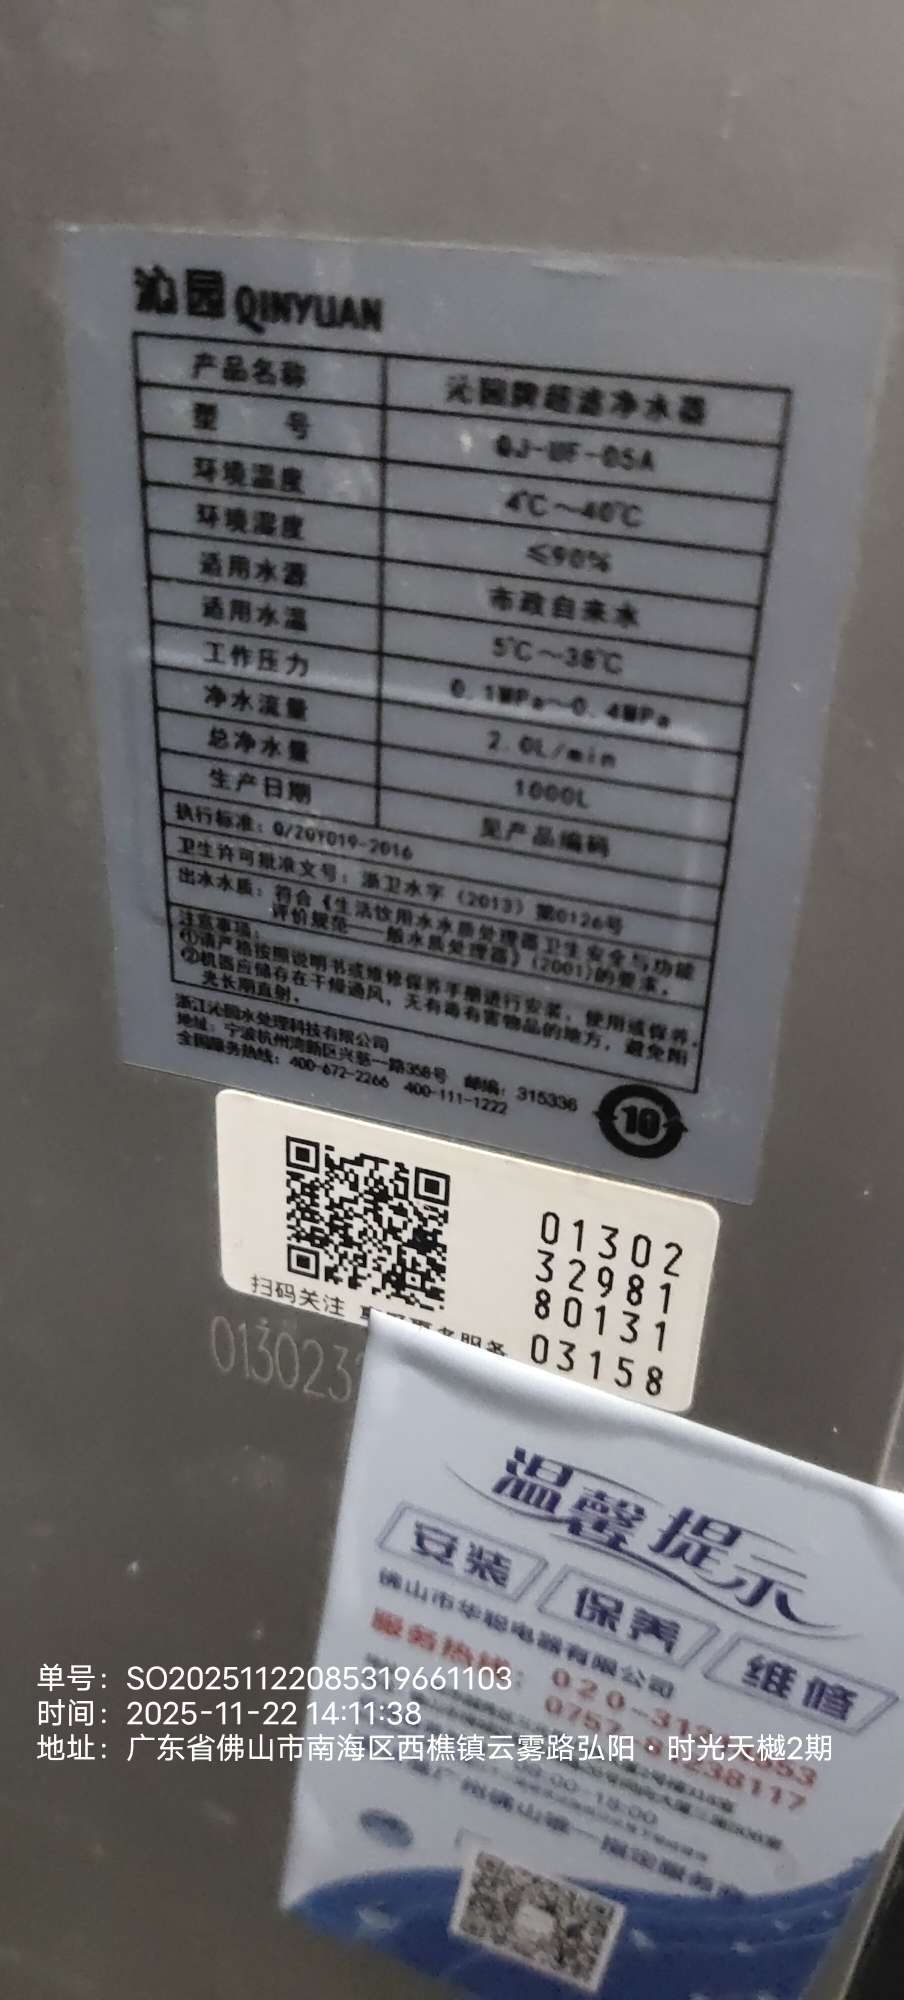 沁园 QINYUAN
产品名称 沁园牌超滤净水器
型 号 QJ-UF-05A
环境温度 4℃～40℃
环境湿度 ≤90%
适用水源 市政自来水
适用水温 5℃～38℃
工作压力 0.1MPa~0.4MPa
净水流量 2.0L/min
总净水量 1000L
生产日期 见产品编码
执行标准：Q/ZQY019-2016
卫生许可批准文号：浙卫水字（2013）第0126号
出水水质：符合《生活饮用水水质处理器卫生安全与功能
评价规范——般水质处理器》(2001)的要求。
注意事项：
①请严格按照说明书或维修保养手册进行安装、使用或保养。
②机器应储存在干燥通风，无有毒有害物品的地方，避免阳
光长期直射。
浙江沁园水处理科技有限公司
地址：宁波杭州湾新区兴慈一路358号 邮编：315336
全国服务热线：400-672-2266 400-111-1222
10
01302
32981
80131
03158
扫码关注
服务
013023
温馨提示
安装 保养 维修
佛山市华聪电器有限公司
服务热线：020-31
0757
238117
-18:00
单号：SO20251122085319661103
时间：2025-11-22 14:11:38
地址：广东省佛山市南海区西樵镇云雾路弘阳·时光天樾2期